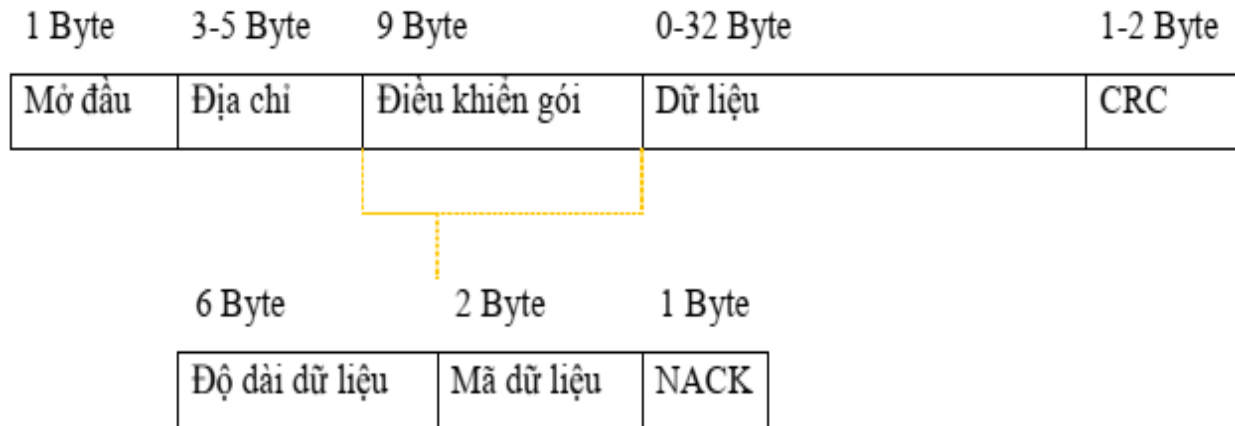 1 Byte 3-5 Byte 9 Byte 0-32 Byte 1-2 Byte
Mở đầu Địa chỉ Điều khiển gói Dữ liệu CRC
6 Byte 2 Byte 1 Byte
Độ dài dữ liệu Mã dữ liệu NACK